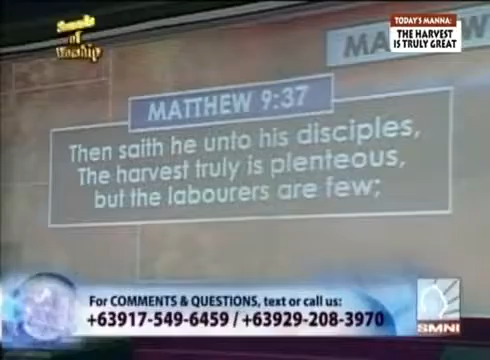 Sounds
of
Worship
TODAY'S MANNA:
THE HARVEST
IS TRULY GREAT
MATTHEW 9:37
Then saith he unto his disciples,
The harvest truly is plenteous,
but the labourers are few;
For COMMENTS & QUESTIONS, text or call us:
+63917-549-6459 / +63929-208-3970
SMNI